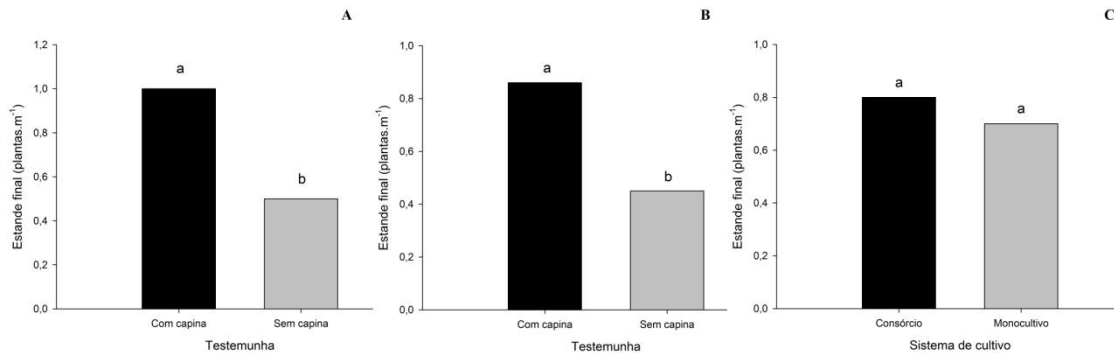 A
Estande final (plantas.m⁻¹)
1,2
1,0
0,8
0,6
0,4
0,2
0,0
a
b
Com capina
Sem capina
Testemunha
B
Estande final (plantas.m⁻¹)
1,0
0,8
0,6
0,4
0,2
0,0
a
b
Com capina
Sem capina
Testemunha
C
Estande final (plantas.m⁻¹)
1,0
0,8
0,6
0,4
0,2
0,0
a
a
Consórcio
Monocultivo
Sistema de cultivo